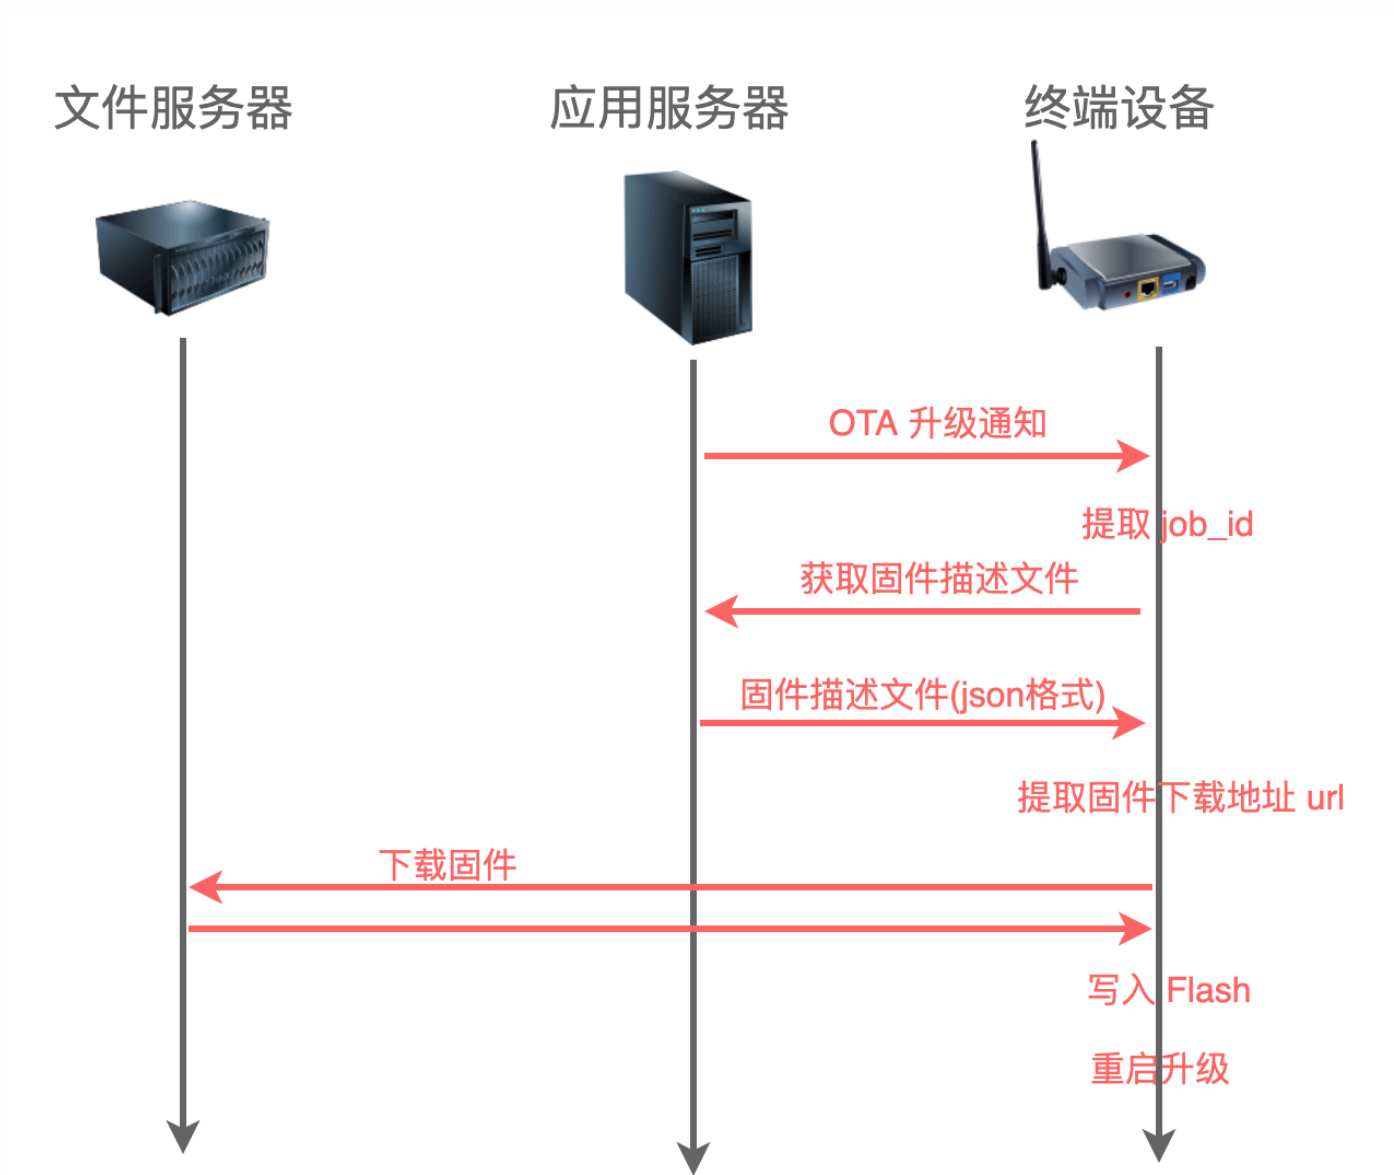 文件服务器
应用服务器
终端设备
OTA 升级通知
提取 job_id
获取固件描述文件
固件描述文件(json格式)
提取固件下载地址 url
下载固件
写入 Flash
重启升级